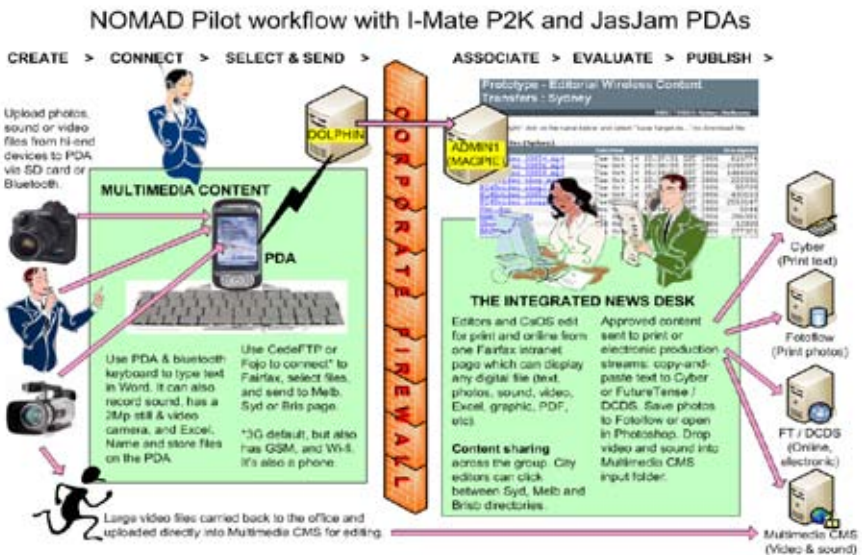 NOMAD Pilot workflow with I-Mate P2K and JasJam PDAs
CREATE > CONNECT > SELECT & SEND >
ASSOCIATE > EVALUATE > PUBLISH >
Upload photos,
sound or video
files from hi-end
devices to PDA
via SD card or
Bluetooth.
MULTIMEDIA CONTENT
PDA
Use PDA & bluetooth
keyboard to type text
in Word. It can also
record sound, has a
2Mp still & video
camera, and Excel.
Name and store files
on the PDA.
Use CedeFTP or
Fojo to connect* to
Fairfax, select files,
and send to Melb,
Syd or Bris page.
*3G default, but also
has GSM, and Wi-fi.
It's also a phone.
DOLPHIN
CORPORATE FIREWALL
ADMIN1
(MAGPIE)
Prototype - Editorial Wireless Content
Transfers : Sydney
THE INTEGRATED NEWS DESK
Editors and CaOS edit
for print and online from
one Fairfax intranet
page which can display
any digital file (text,
photos, sound, video,
Excel, graphic, PDF,
etc)
Content sharing
across the group. City
editors can click
between Syd, Melb and
Brisb directories.
Approved content
sent to print or
electronic production
streams: copy-and-
paste text to Cyber
or FutureTense /
DCDS. Save photos
to Fotoflow or open
in Photoshop. Drop
video and sound into
Multimedia CMS
input folder.
Cyber
(Print text)
Fotoflow
(Print photos)
FT / DCDS
(Online,
electronic)
Multimedia CMS
(Video & sound)
Large video files carried back to the office and
uploaded directly into Multimedia CMS for editing.